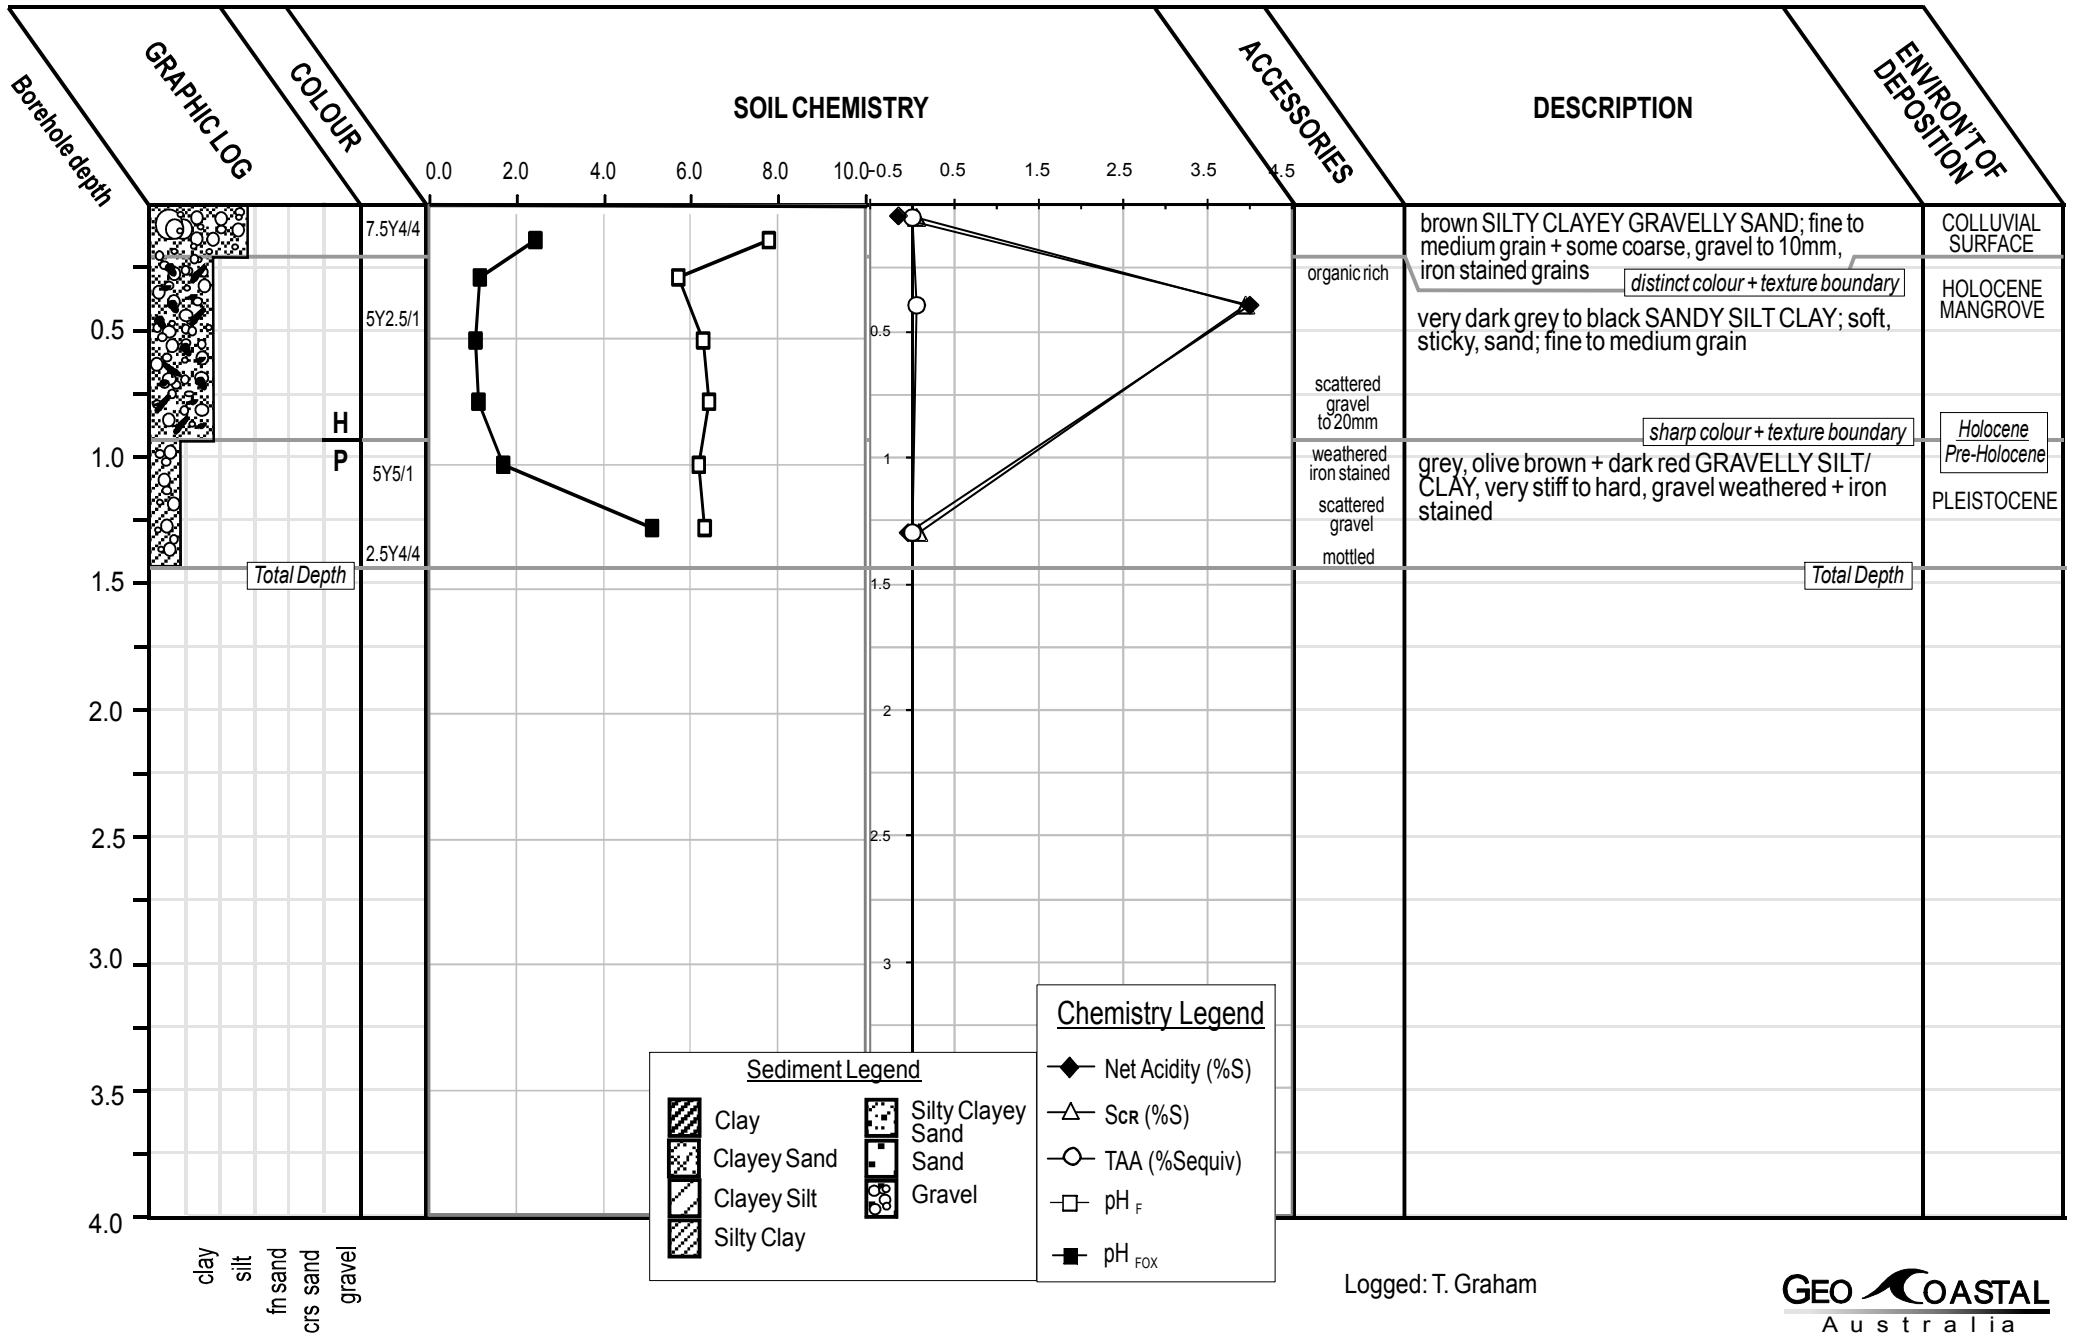 Borehole depth
GRAPHIC LOG
COLOUR
SOIL CHEMISTRY
ACCESSORIES
DESCRIPTION
ENVIRON'T OF
DEPOSITION
0.0 2.0 4.0 6.0 8.0 10.0
-0.5 0.5 1.5 2.5 3.5 4.5
7.5Y4/4
brown SILTY CLAYEY GRAVELLY SAND; fine to
medium grain + some coarse, gravel to 10mm,
iron stained grains
COLLUVIAL
SURFACE
distinct colour + texture boundary
organic rich
HOLOCENE
MANGROVE
0.5
5Y2.5/1
0.5
very dark grey to black SANDY SILT CLAY; soft,
sticky, sand; fine to medium grain
scattered
gravel
to 20mm
H
P
sharp colour + texture boundary
Holocene
Pre-Holocene
1.0
5Y5/1
1
weathered
iron stained
scattered
gravel
mottled
grey, olive brown + dark red GRAVELLY SILT/
CLAY, very stiff to hard, gravel weathered + iron
stained
PLEISTOCENE
2.5Y4/4
Total Depth
Total Depth
1.5
1.5
2.0
2
2.5
2.5
3.0
3
3.5
4.0
Chemistry Legend
Net Acidity (%S)
SCR (%S)
TAA (%Sequiv)
pH F
pH FOX
Sediment Legend
Clay
Clayey Sand
Clayey Silt
Silty Clay
Silty Clayey
Sand
Sand
Gravel
clay
silt
fn sand
crs sand
gravel
Logged: T. Graham
GEO COASTAL
Australia